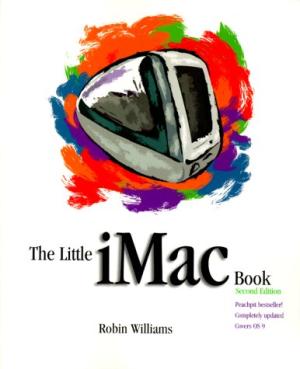 The Little iMac Book
Second Edition
Peachpit bestseller!
Completely updated
Covers OS 9
Robin Williams